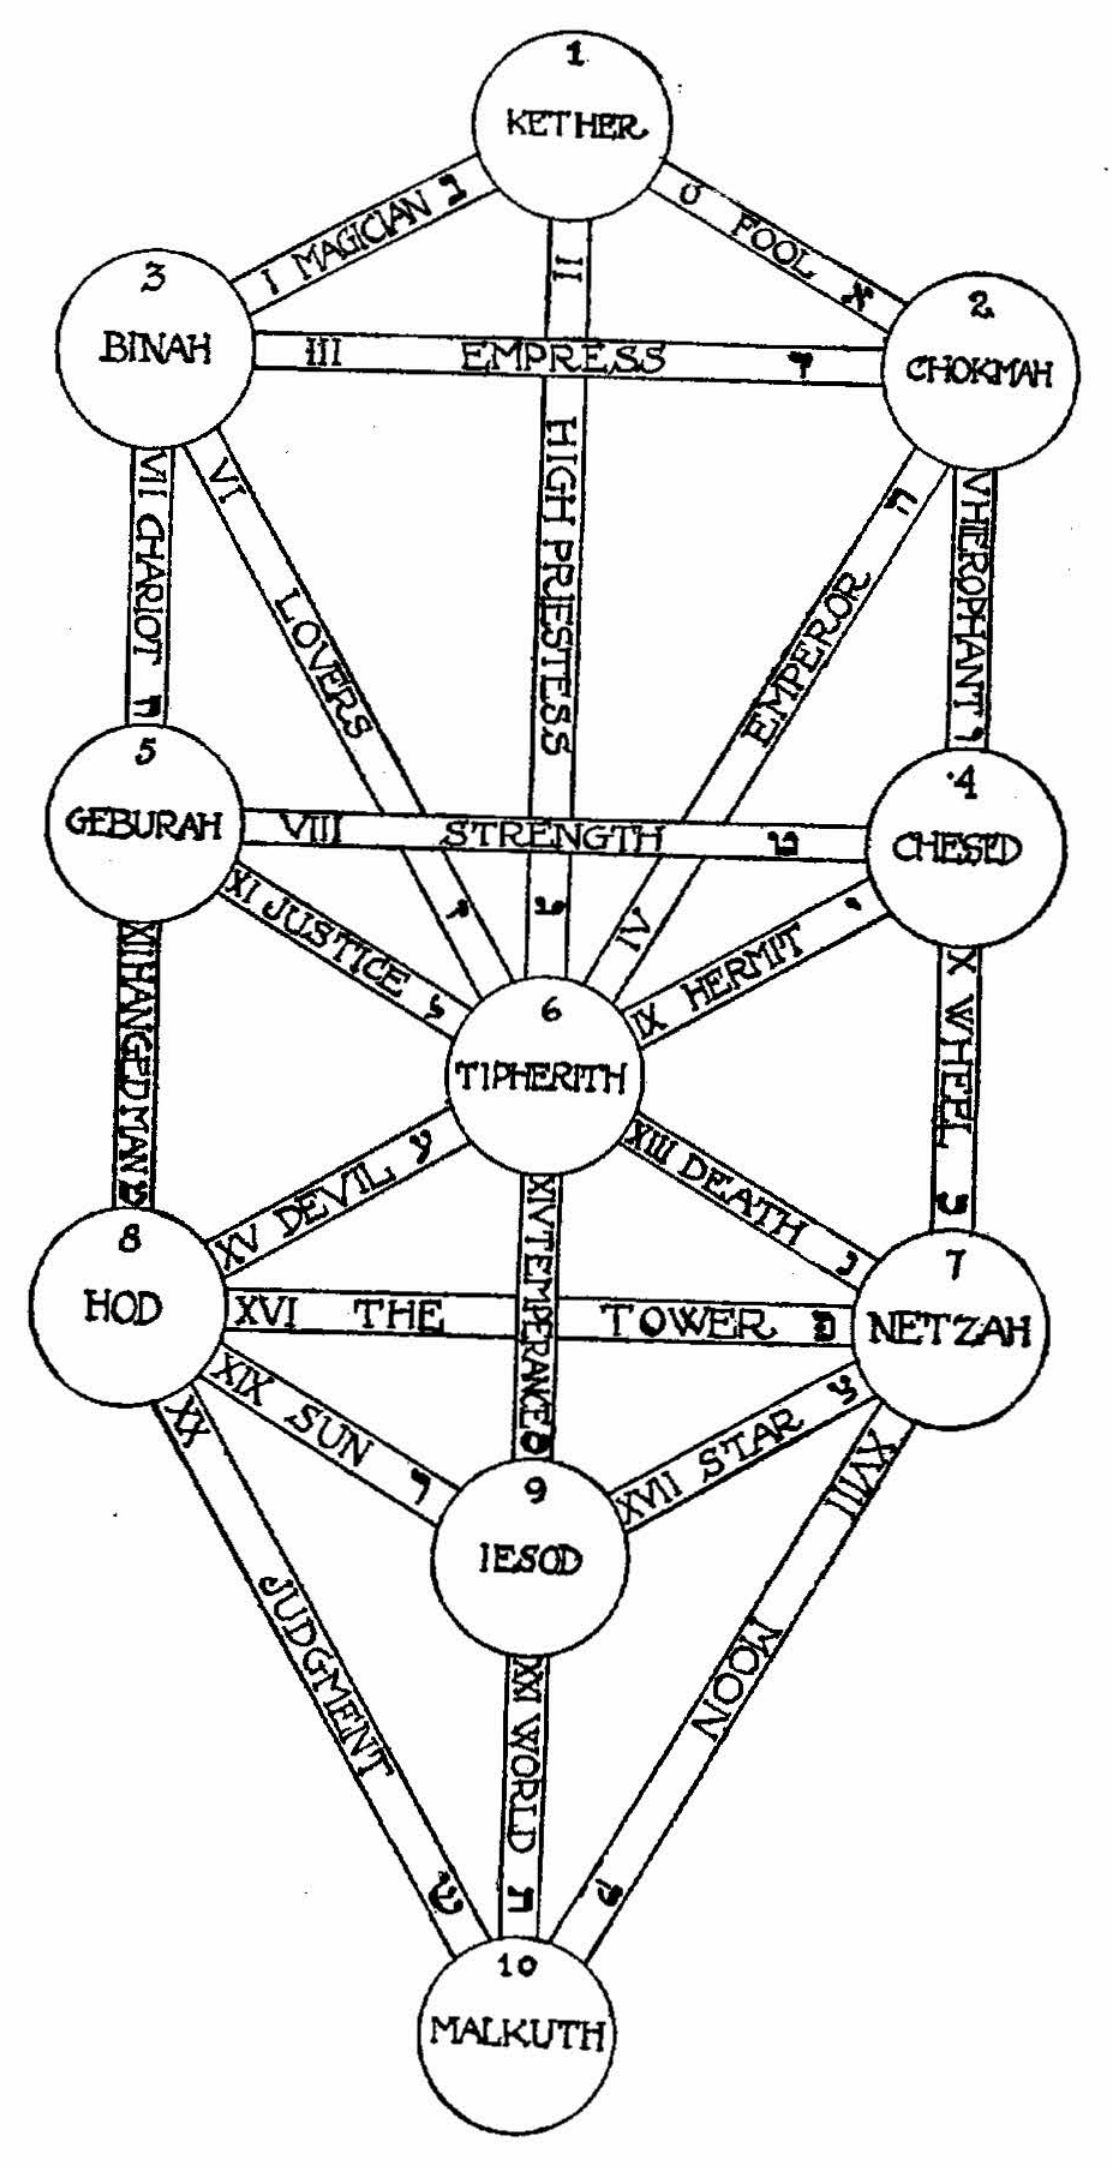 1
KETHER
I MAGICIAN ב
0 FOOL א
II HIGH PRIESTESS ג
3
BINAH
2
CHOKMAH
III EMPRESS ד
VII CHARIOT ח
VI LOVERS ז
IV EMPEROR ה
V HIEROPHANT ו
5
GEBURAH
4
CHESED
VIII STRENGTH ט
XI JUSTICE ל
IX HERMIT י
XII HANGED MAN מ
X WHEEL כ
6
TIPHERITH
XV DEVIL ע
XIII DEATH נ
XIV TEMPERANCE ס
8
HOD
7
NETZAH
XVI THE TOWER פ
XIX SUN ר
XVII STAR צ
9
IESOD
XX JUDGMENT ש
XXI WORLD ת
XVIII MOON ק
10
MALKUTH